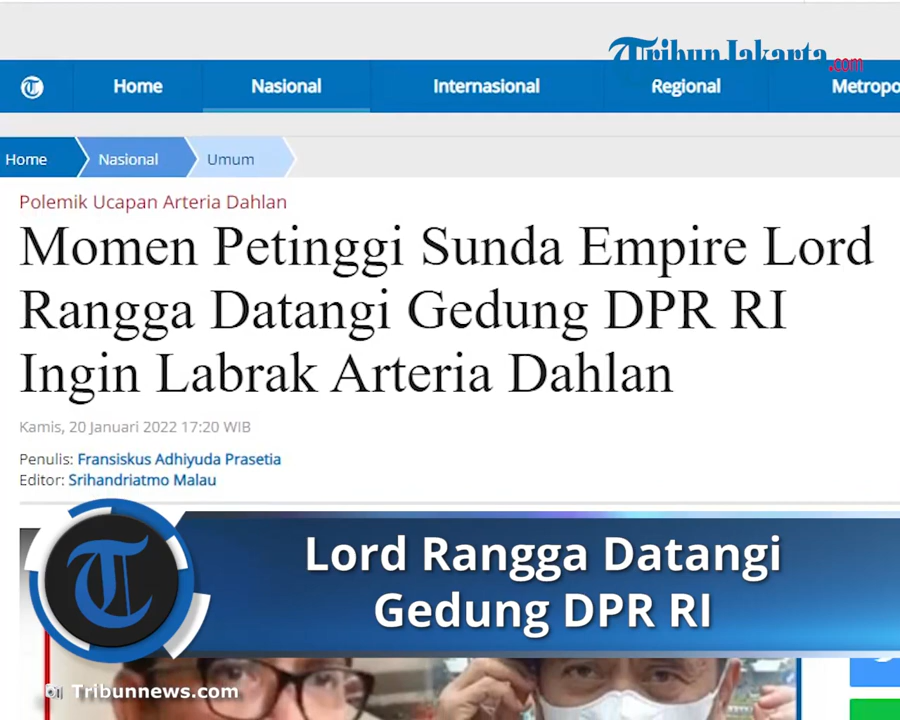 TribunJakarta.com
Home Nasional Internasional Regional Metropo
Home Nasional Umum
Polemik Ucapan Arteria Dahlan
Momen Petinggi Sunda Empire Lord
Rangga Datangi Gedung DPR RI
Ingin Labrak Arteria Dahlan
Kamis, 20 Januari 2022 17:20 WIB
Penulis: Fransiskus Adhiyuda Prasetia
Editor: Srihandriatmo Malau
Lord Rangga Datangi
Gedung DPR RI
Tribunnews.com